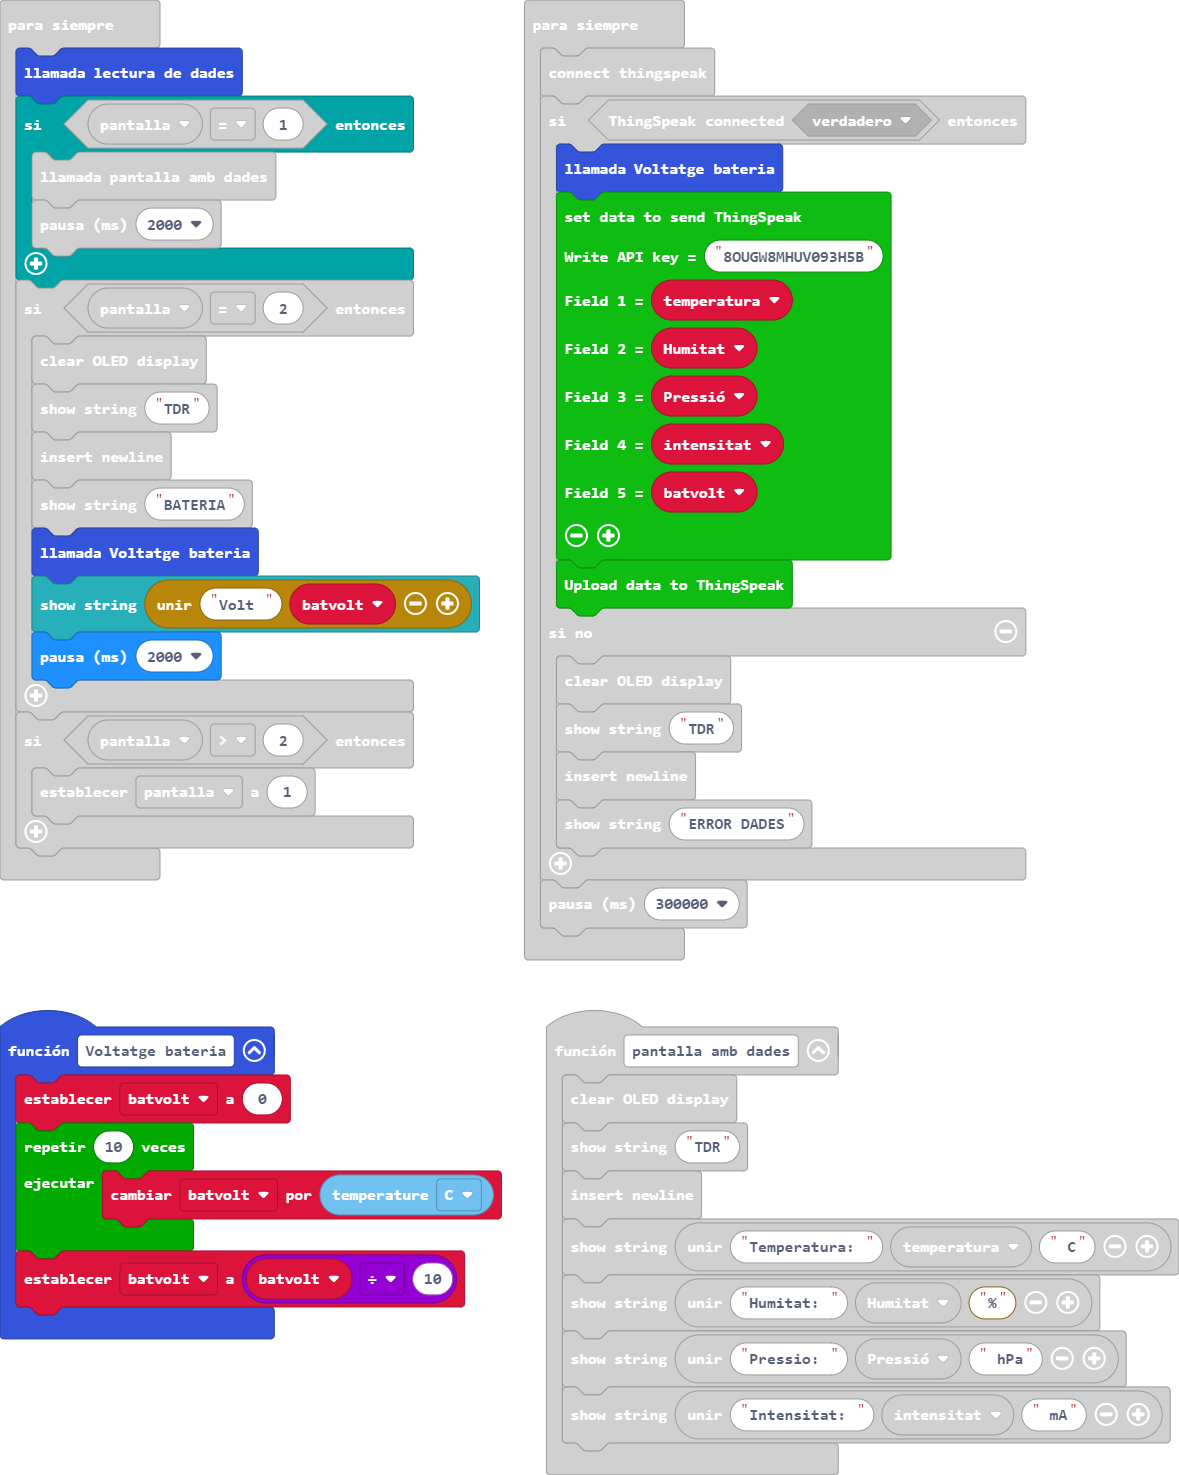 para siempre
llamada lectura de dades
si pantalla = 1 entonces
llamada pantalla amb dades
pausa (ms) 2000
si pantalla = 2 entonces
clear OLED display
show string "TDR"
insert newline
show string "BATERIA"
llamada Voltatge bateria
show string unir "Volt " batvolt
pausa (ms) 2000
si pantalla > 2 entonces
establecer pantalla a 1
para siempre
connect thingspeak
si ThingSpeak connected verdadero entonces
llamada Voltatge bateria
set data to send ThingSpeak
Write API key = "8OUGW8MHUV093H5B"
Field 1 = temperatura
Field 2 = Humitat
Field 3 = Pressió
Field 4 = intensitat
Field 5 = batvolt
Upload data to ThingSpeak
si no
clear OLED display
show string "TDR"
insert newline
show string "ERROR DADES"
pausa (ms) 300000
función Voltatge bateria
establecer batvolt a 0
repetir 10 veces
ejecutar cambiar batvolt por temperature C
establecer batvolt a batvolt ÷ 10
función pantalla amb dades
clear OLED display
show string "TDR"
insert newline
show string unir "Temperatura: " temperatura " C"
show string unir "Humitat: " Humitat "%"
show string unir "Pressio: " Pressió " hPa"
show string unir "Intensitat: " intensitat " mA"